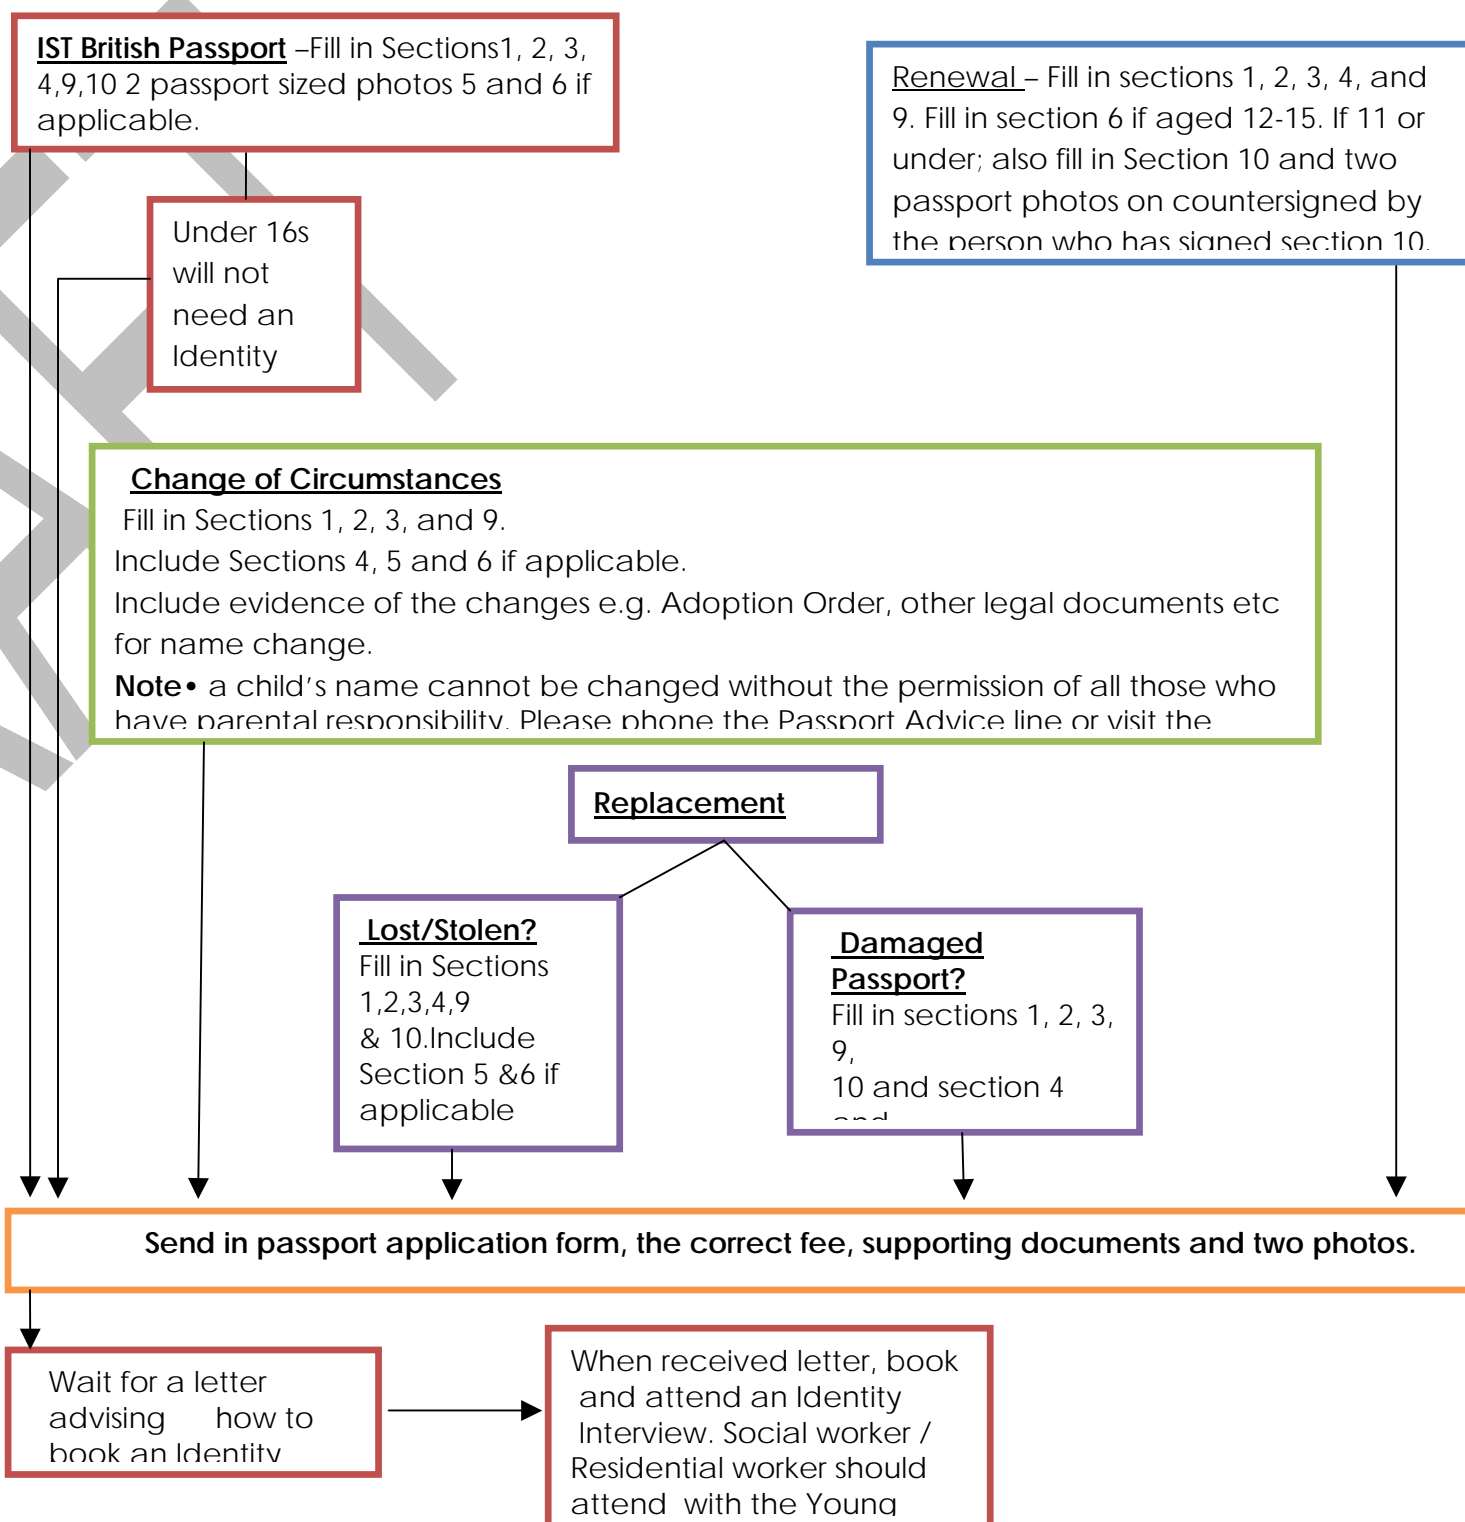 IST British Passport –Fill in Sections1, 2, 3,
4,9,10 2 passport sized photos 5 and 6 if
applicable.
Renewal – Fill in sections 1, 2, 3, 4, and
9. Fill in section 6 if aged 12-15. If 11 or
under; also fill in Section 10 and two
passport photos on countersigned by
the person who has signed section 10.
Under 16s
will not
need an
Identity
Change of Circumstances
Fill in Sections 1, 2, 3, and 9.
Include Sections 4, 5 and 6 if applicable.
Include evidence of the changes e.g. Adoption Order, other legal documents etc
for name change.
Note• a child’s name cannot be changed without the permission of all those who
have parental responsibility. Please phone the Passport Advice line or visit the
Replacement
Lost/Stolen?
Fill in Sections
1,2,3,4,9
& 10.Include
Section 5 &6 if
applicable
Damaged
Passport?
Fill in sections 1, 2, 3,
9,
10 and section 4
and
Send in passport application form, the correct fee, supporting documents and two photos.
Wait for a letter
advising how to
book an Identity
When received letter, book
and attend an Identity
Interview. Social worker /
Residential worker should
attend with the Young